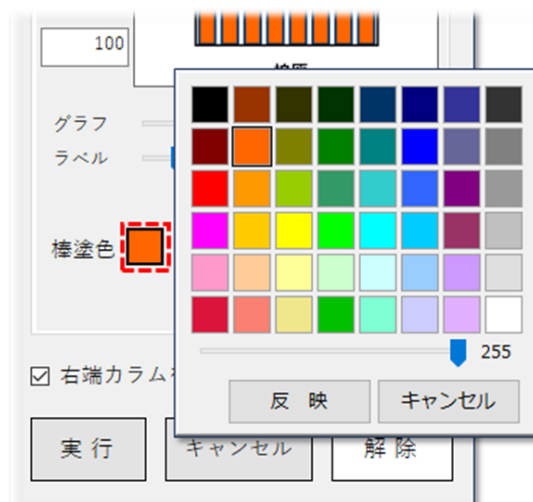 100
グラフ
ラベル
棒塗色
255
反 映
キャンセル
右端カラム
実 行
キャンセル
解 除